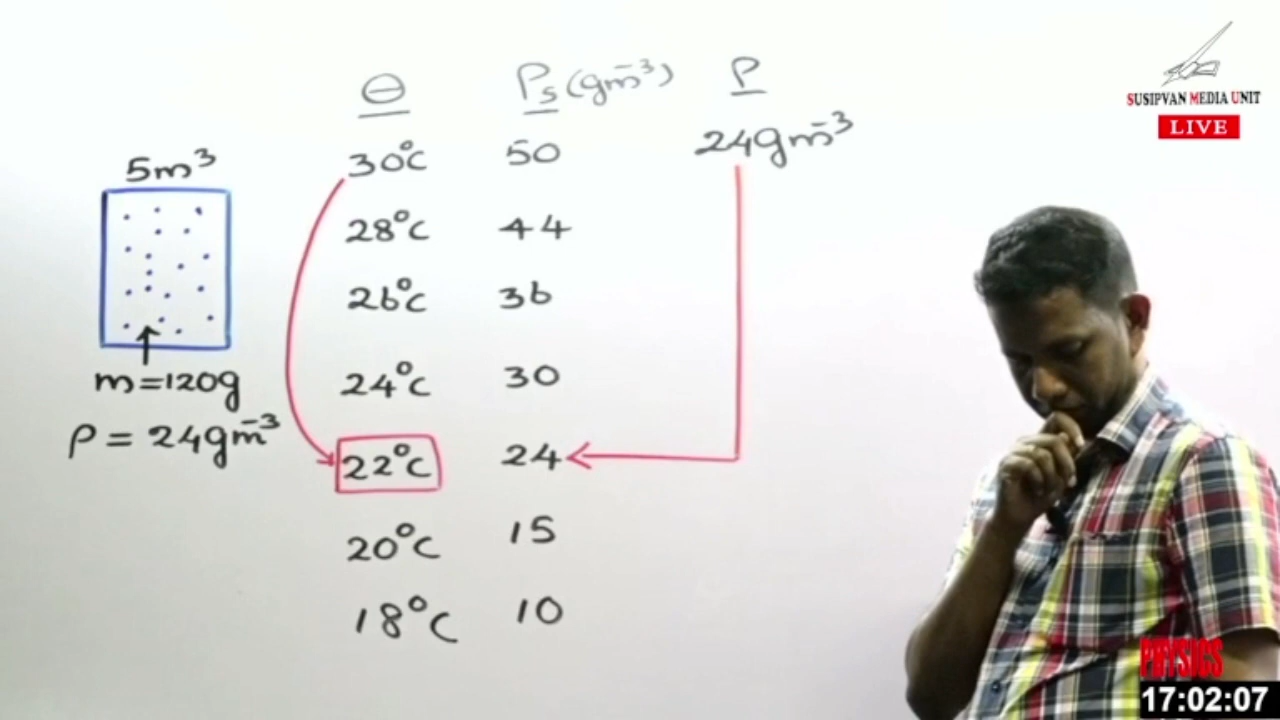 SUSIPVAN MEDIA UNIT
LIVE
θ ρs (gm⁻³) ρ
30°C 50 24gm⁻³
28°C 44
26°C 36
24°C 30
22°C 24
20°C 15
18°C 10
5m³
m=120g
ρ = 24gm⁻³
PHYSICS
17:02:07